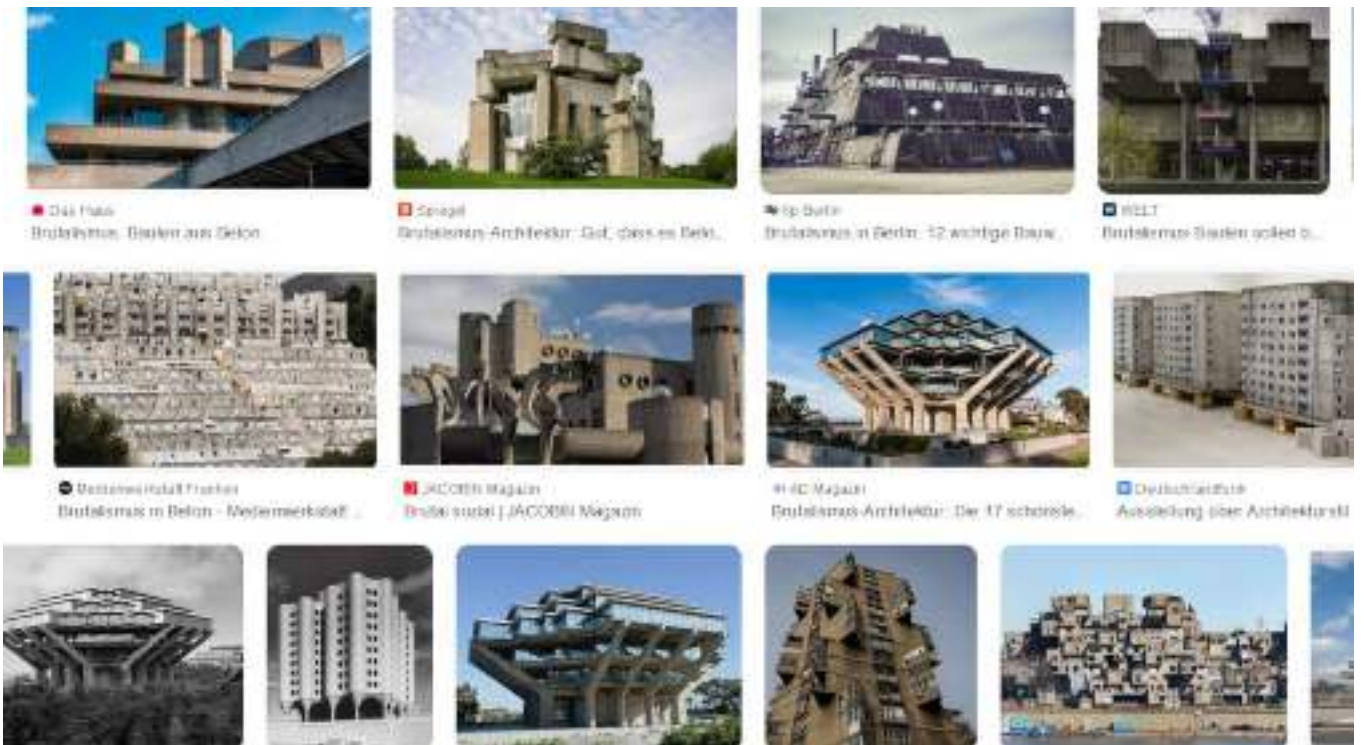 Das Haus
Brutalismus: Bauten aus Beton
Spiegel
Brutalismus-Architektur: Gut, dass es Beto...
tip Berlin
Brutalismus in Berlin: 12 wichtige Bauw...
WELT
Brutalismus-Bauten sollen b...
Medienwerkstatt Franken
Brutalismus in Beton - Medienwerkstatt ...
JACOBIN Magazin
Brutal sozial | JACOBIN Magazin
AD Magazin
Brutalismus-Architektur: Die 17 schönste...
Deutschlandfunk
Ausstellung über Architekturstil